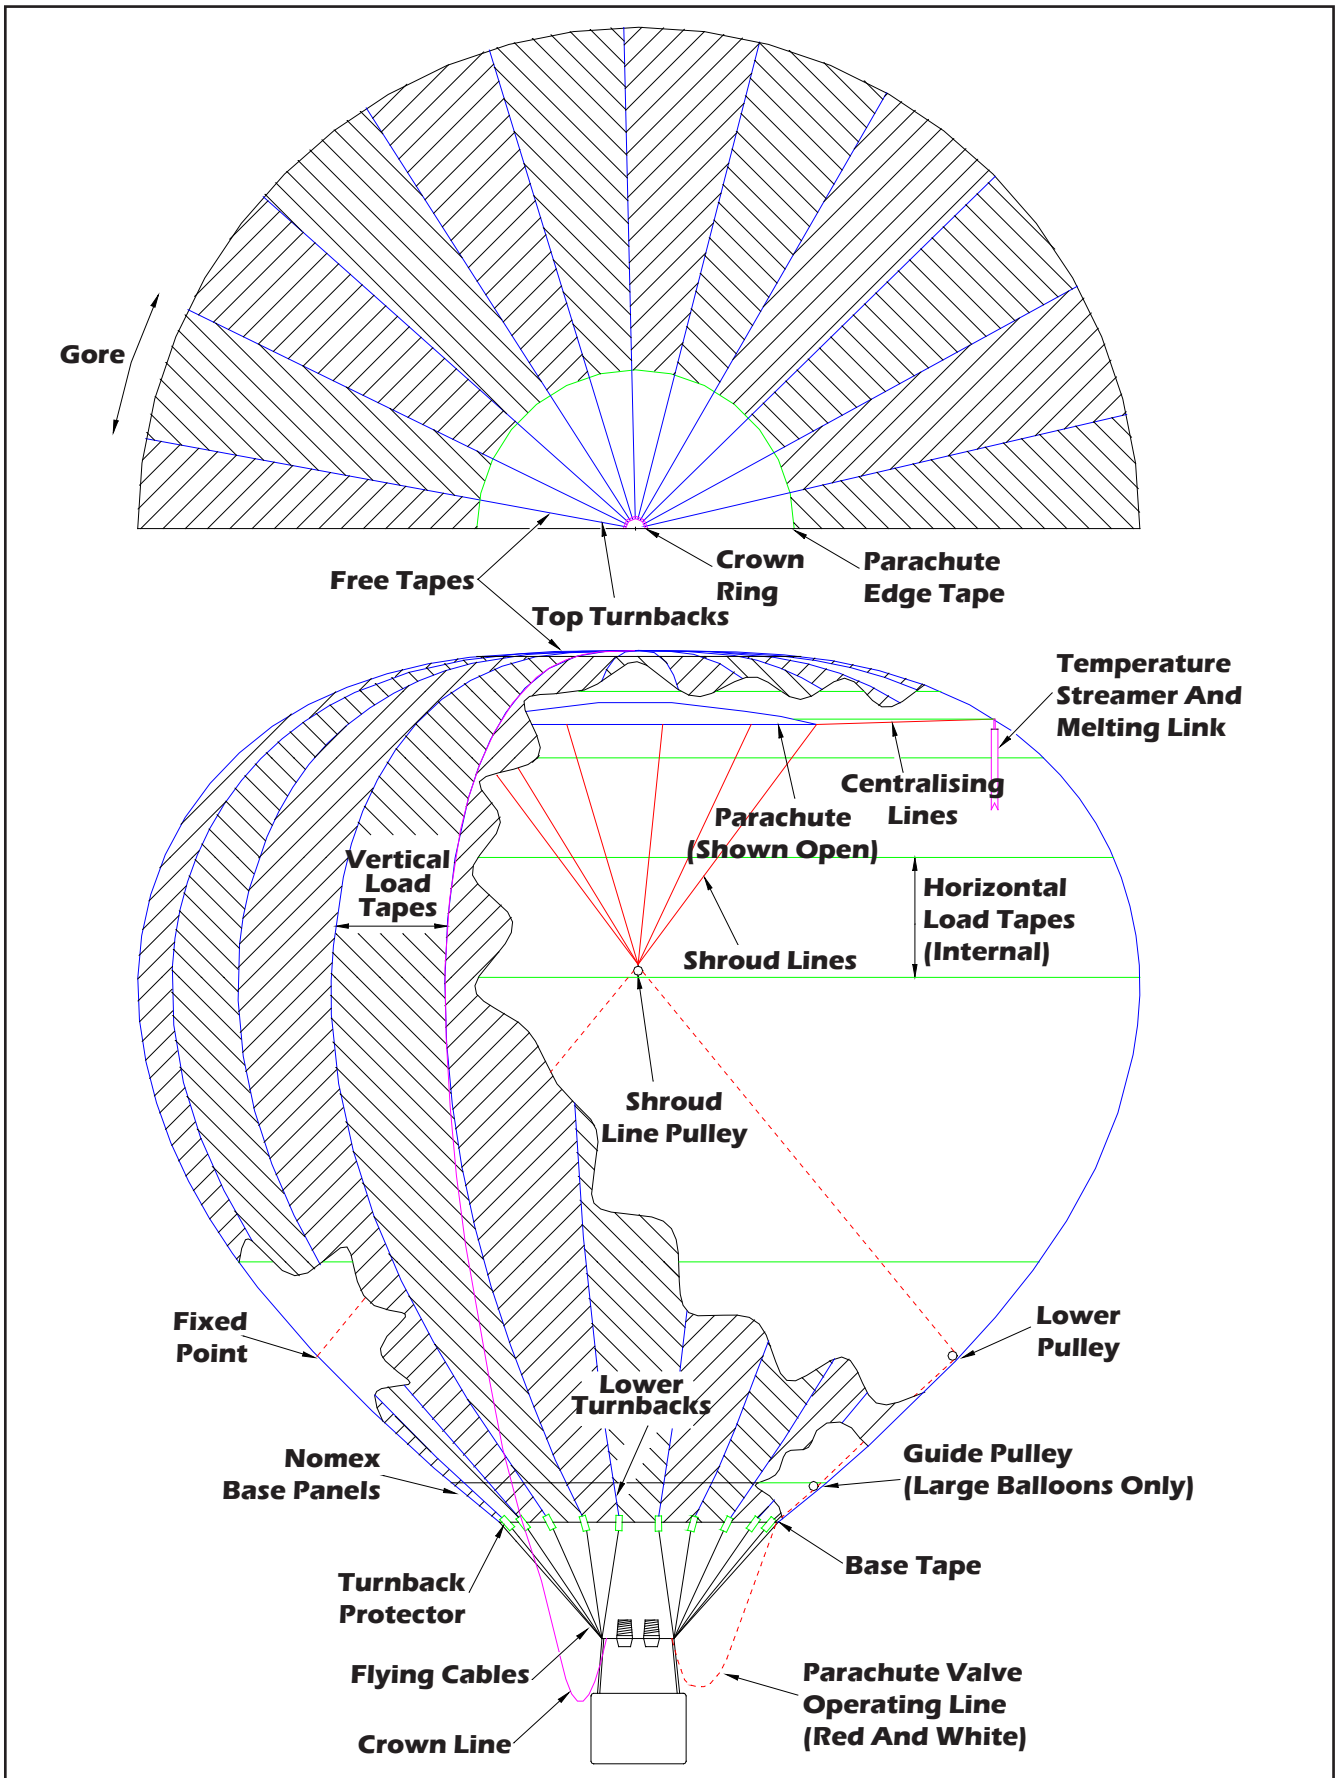 Gore
Free Tapes
Top Turnbacks
Crown
Ring
Parachute
Edge Tape
Temperature
Streamer And
Melting Link
Centralising
Lines
Parachute
(Shown Open)
Vertical
Load
Tapes
Horizontal
Load Tapes
(Internal)
Shroud Lines
Shroud
Line Pulley
Fixed
Point
Lower
Pulley
Lower
Turnbacks
Nomex
Base Panels
Guide Pulley
(Large Balloons Only)
Base Tape
Turnback
Protector
Flying Cables
Parachute Valve
Operating Line
(Red And White)
Crown Line